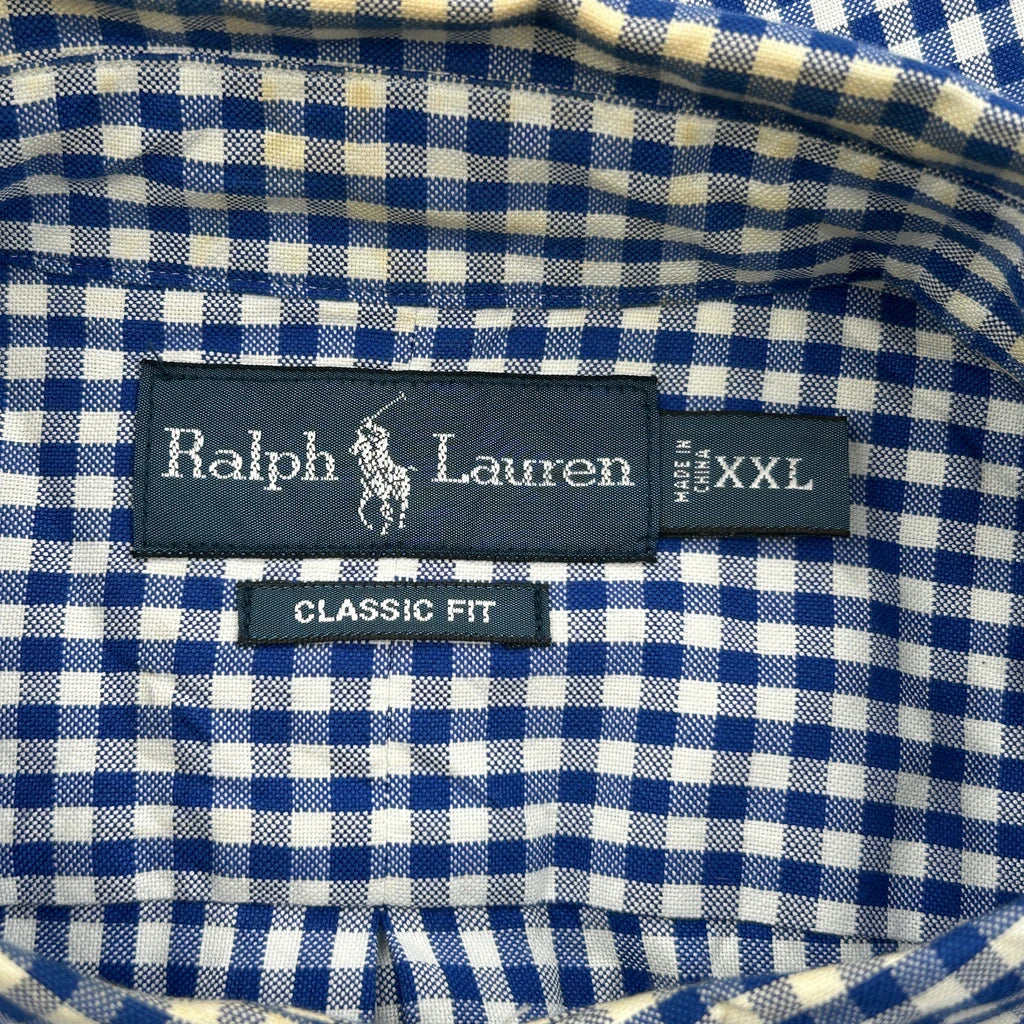 Ralph Lauren
MADE IN
CHINA
XXL
CLASSIC FIT